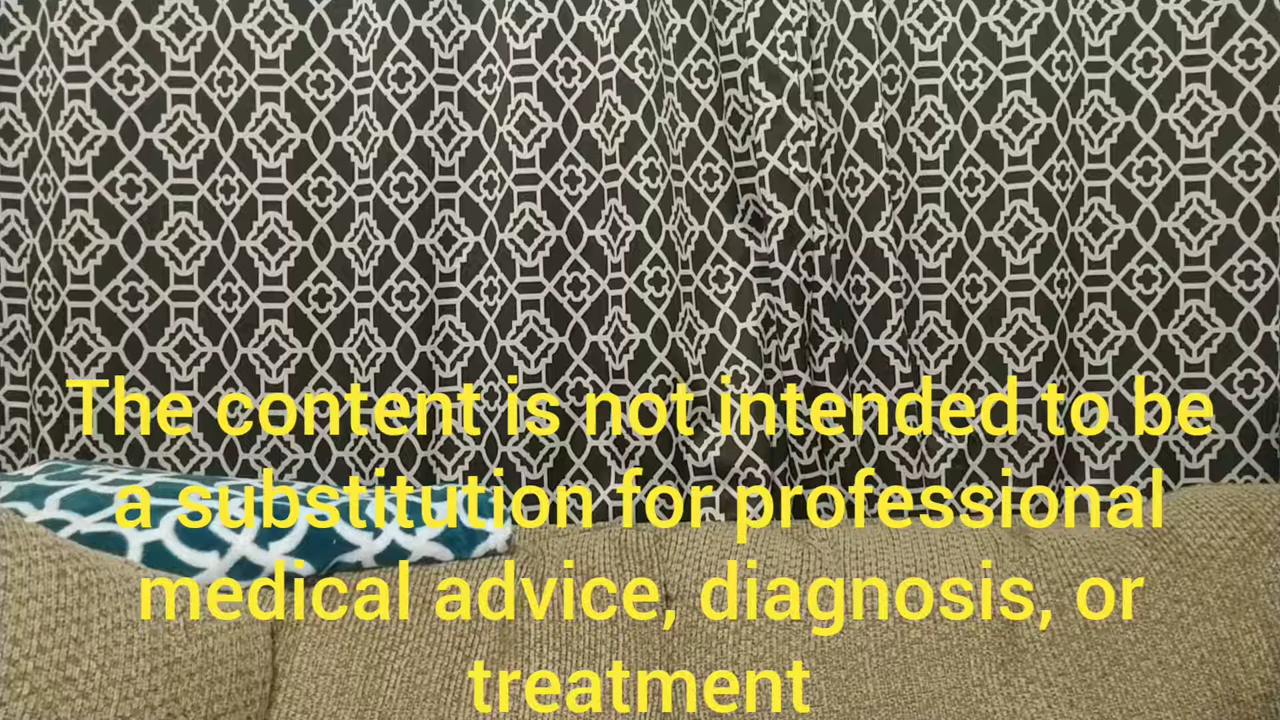 The content is not intended to be
a substitution for professional
medical advice, diagnosis, or
treatment